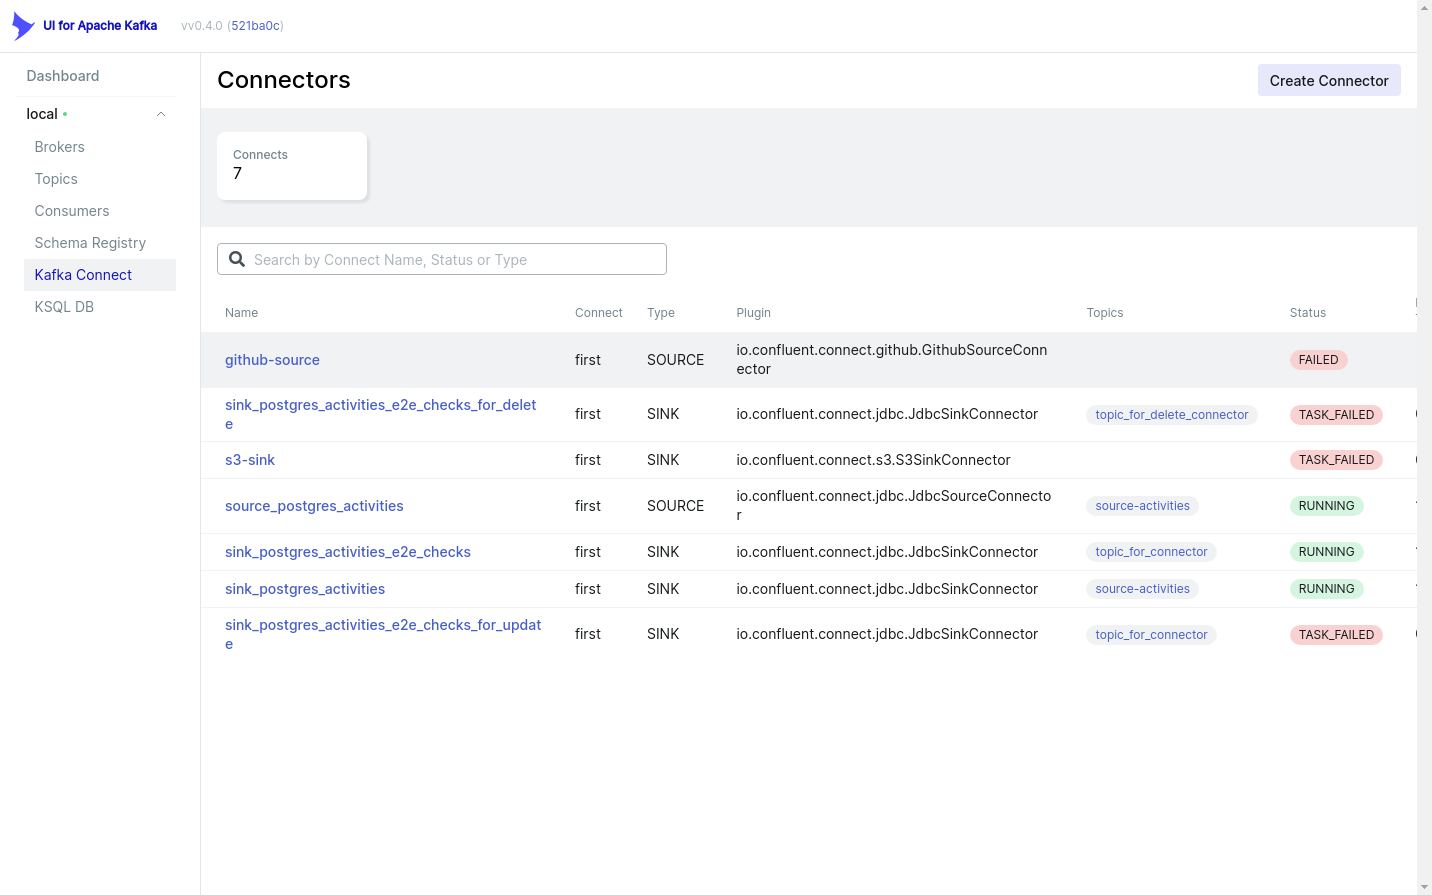 UI for Apache Kafka vv0.4.0 (521ba0c)
Dashboard
local
Brokers
Topics
Consumers
Schema Registry
Kafka Connect
KSQL DB
Connectors
Create Connector
Connects
7
Search by Connect Name, Status or Type
Name Connect Type Plugin Topics Status
github-source first SOURCE io.confluent.connect.github.GithubSourceConn
ector FAILED
sink_postgres_activities_e2e_checks_for_delet
e first SINK io.confluent.connect.jdbc.JdbcSinkConnector topic_for_delete_connector TASK_FAILED
s3-sink first SINK io.confluent.connect.s3.S3SinkConnector TASK_FAILED
source_postgres_activities first SOURCE io.confluent.connect.jdbc.JdbcSourceConnecto
r source-activities RUNNING
sink_postgres_activities_e2e_checks first SINK io.confluent.connect.jdbc.JdbcSinkConnector topic_for_connector RUNNING
sink_postgres_activities first SINK io.confluent.connect.jdbc.JdbcSinkConnector source-activities RUNNING
sink_postgres_activities_e2e_checks_for_updat
e first SINK io.confluent.connect.jdbc.JdbcSinkConnector topic_for_connector TASK_FAILED